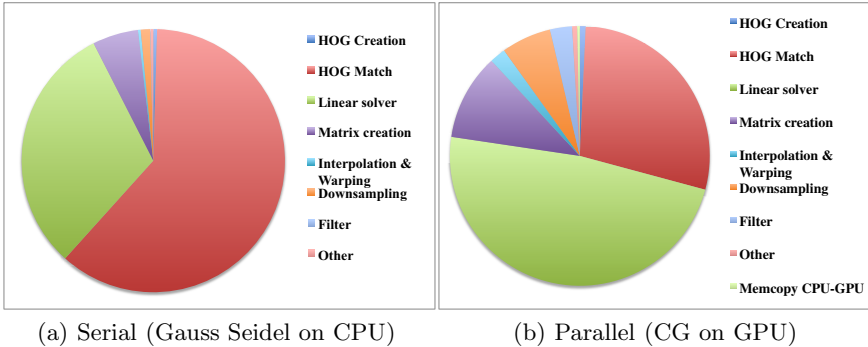 HOG Creation
HOG Match
Linear solver
Matrix creation
Interpolation &
Warping
Downsampling
Filter
Other
HOG Creation
HOG Match
Linear solver
Matrix creation
Interpolation &
Warping
Downsampling
Filter
Other
Memcopy CPU-GPU
(a) Serial (Gauss Seidel on CPU)
(b) Parallel (CG on GPU)